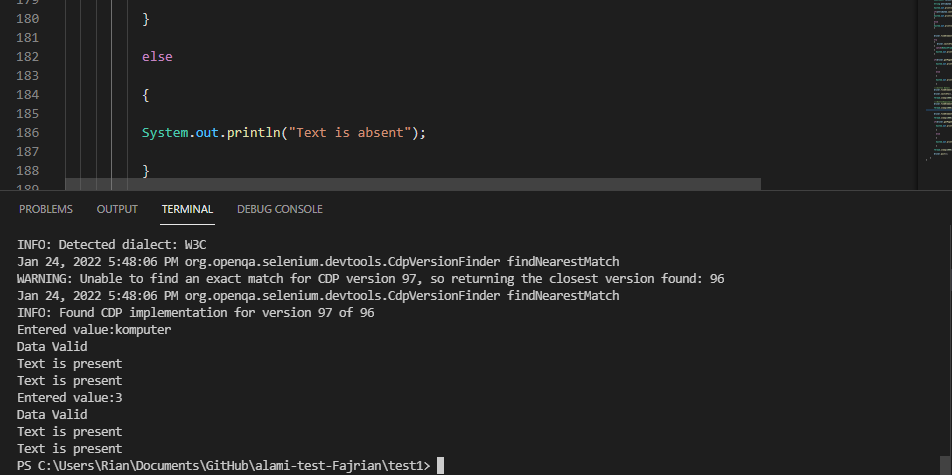 179
180 }
181
182 else
183
184 {
185
186 System.out.println("Text is absent");
187
188 }
189
PROBLEMS OUTPUT TERMINAL DEBUG CONSOLE
INFO: Detected dialect: W3C
Jan 24, 2022 5:48:06 PM org.openqa.selenium.devtools.CdpVersionFinder findNearestMatch
WARNING: Unable to find an exact match for CDP version 97, so returning the closest version found: 96
Jan 24, 2022 5:48:06 PM org.openqa.selenium.devtools.CdpVersionFinder findNearestMatch
INFO: Found CDP implementation for version 97 of 96
Entered value:komputer
Data Valid
Text is present
Text is present
Entered value:3
Data Valid
Text is present
Text is present
PS C:\Users\Rian\Documents\GitHub\alami-test-Fajrian\test1>